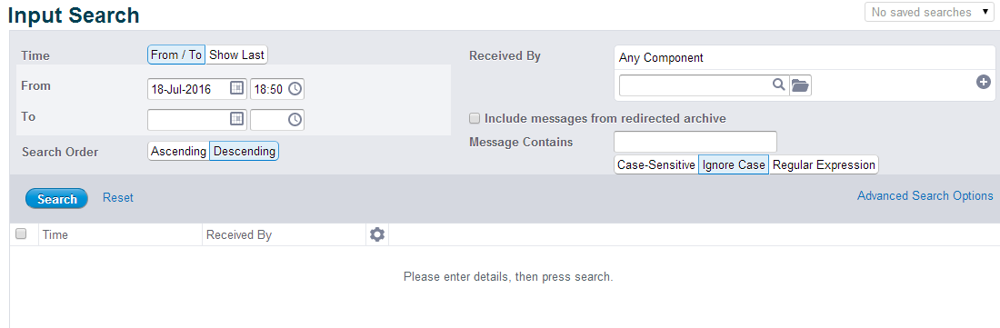 Input Search
No saved searches
Time From / To Show Last
From 18-Jul-2016 18:50
To
Search Order Ascending Descending
Received By Any Component
Include messages from redirected archive
Message Contains
Case-Sensitive Ignore Case Regular Expression
Search Reset Advanced Search Options
Time Received By
Please enter details, then press search.